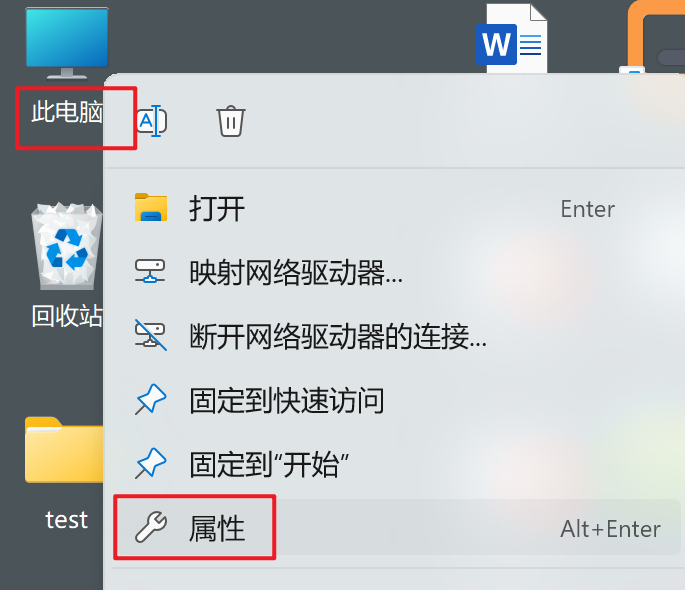 W
此电脑
A
打开 Enter
映射网络驱动器...
回收站
断开网络驱动器的连接...
固定到快速访问
固定到“开始”
test
属性 Alt+Enter